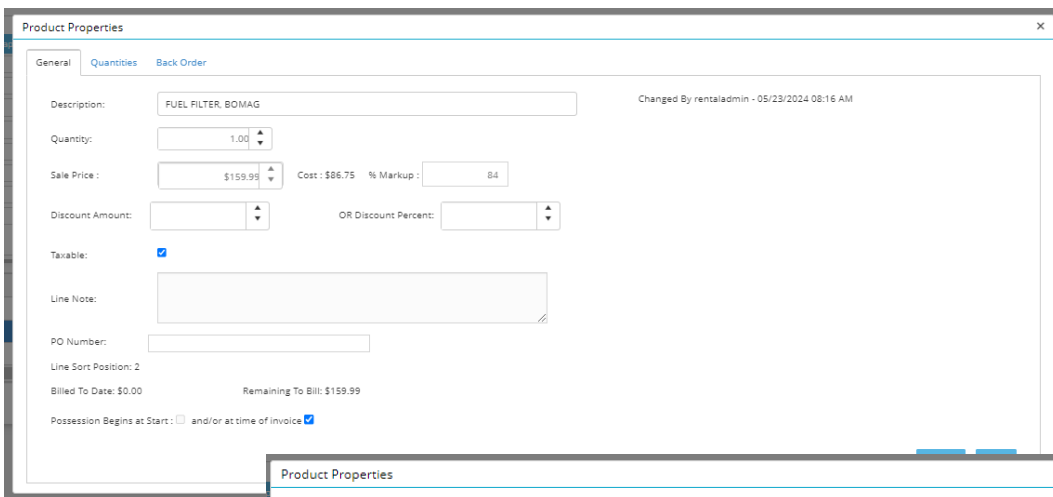 Product Properties ×
General Quantities Back Order
Description: FUEL FILTER, BOMAG Changed By rentaladmin - 05/23/2024 08:16 AM
Quantity: 1.00
Sale Price : $159.99 Cost : $86.75 % Markup : 84
Discount Amount: OR Discount Percent:
Taxable:
Line Note:
PO Number:
Line Sort Position: 2
Billed To Date: $0.00 Remaining To Bill: $159.99
Possession Begins at Start : and/or at time of invoice
Product Properties